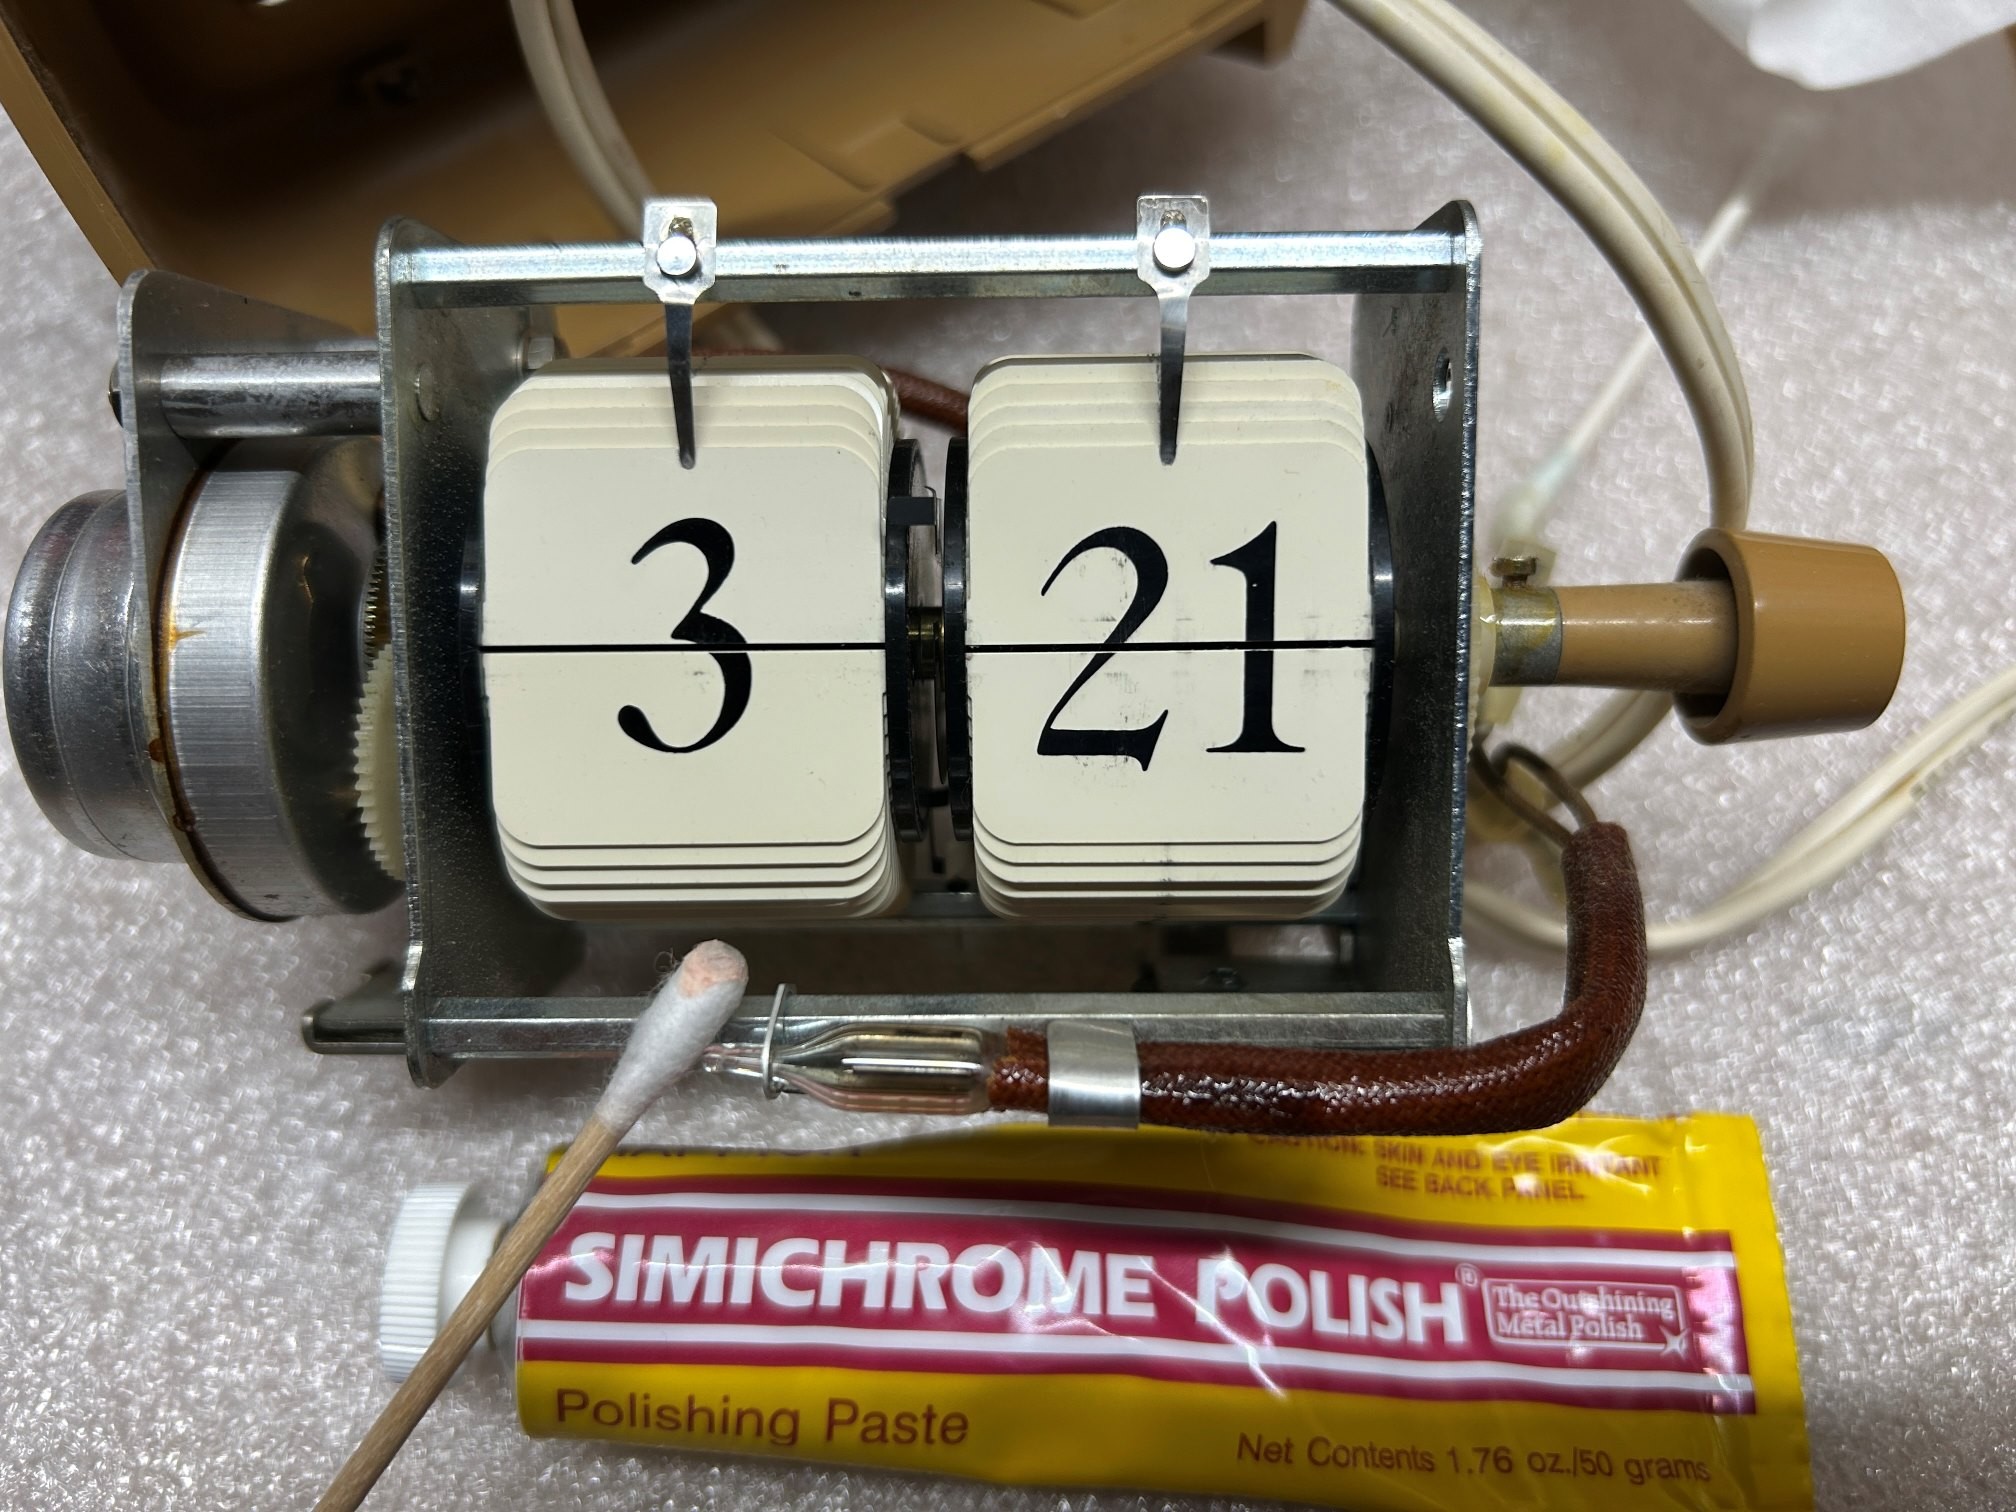 3 21
CAUTION: SKIN AND EYE IRRITANT
SEE BACK PANEL
SIMICHROME POLISH®
The Outshining
Metal Polish
Polishing Paste
Net Contents 1.76 oz./50 grams